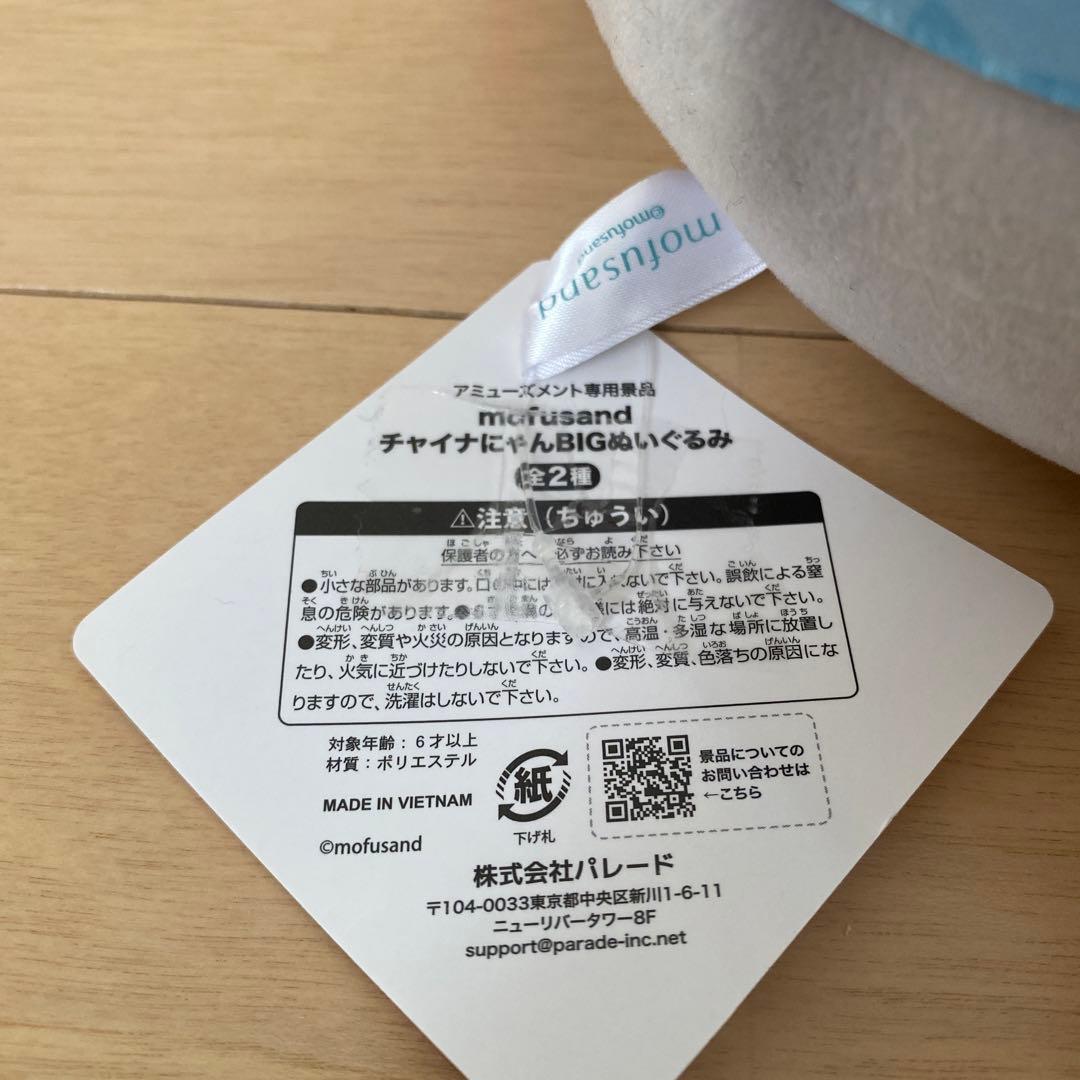 mofusand
©mofusand
アミューズメント専用景品
mofusand
チャイナにゃんBIGぬいぐるみ
全2種
⚠注意（ちゅうい）
保護者の方へ 必ずお読み下さい
●小さな部品があります。口の中には絶対に入れないで下さい。誤飲による窒
息の危険があります。 には絶対に与えないで下さい。
●変形、変質や火災の原因となりますので、高温・多湿な場所に放置し
たり、火気に近づけたりしないで下さい。●変形、変質、色落ちの原因にな
りますので、洗濯はしないで下さい。
対象年齢：6才以上
材質：ポリエステル
MADE IN VIETNAM
©mofusand
紙
下げ札
景品についての
お問い合わせは
←こちら
株式会社パレード
〒104-0033東京都中央区新川1-6-11
ニューリバータワー8F
support@parade-inc.net